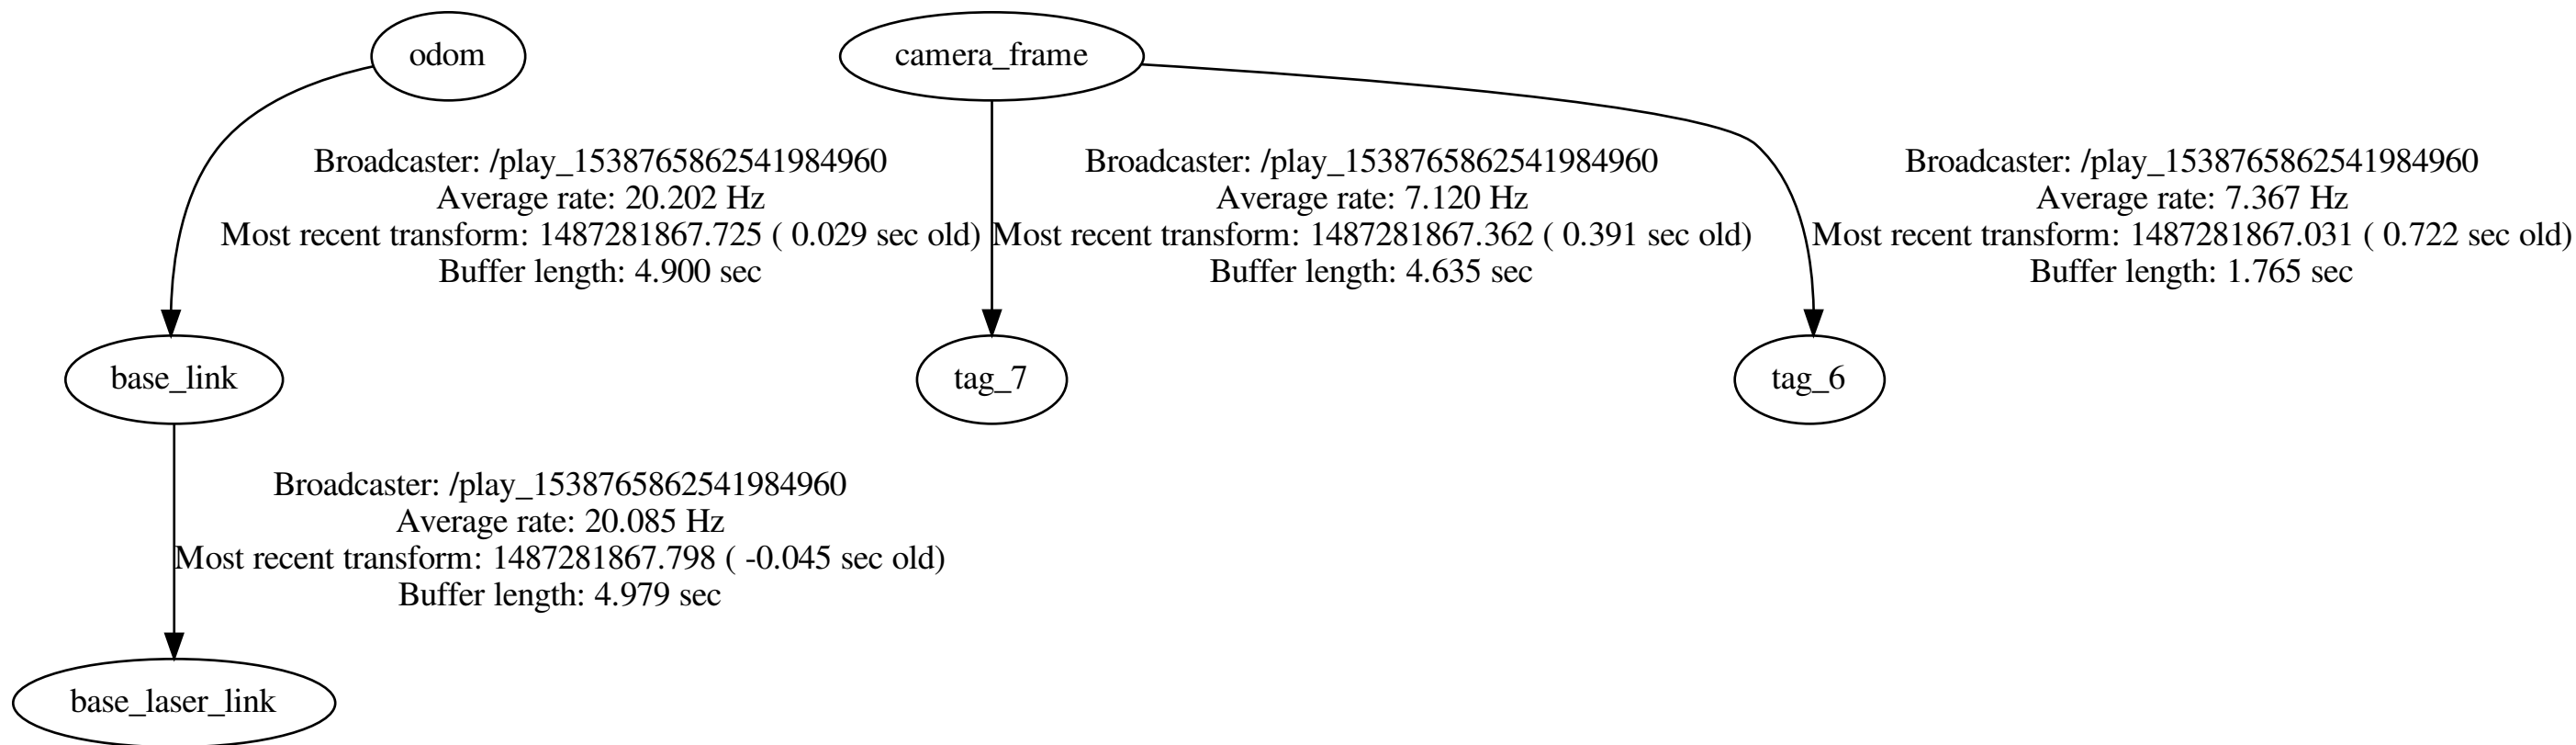 odom
camera_frame
Broadcaster: /play_1538765862541984960
Average rate: 20.202 Hz
Most recent transform: 1487281867.725 ( 0.029 sec old)
Buffer length: 4.900 sec
Broadcaster: /play_1538765862541984960
Average rate: 7.120 Hz
Most recent transform: 1487281867.362 ( 0.391 sec old)
Buffer length: 4.635 sec
Broadcaster: /play_1538765862541984960
Average rate: 7.367 Hz
Most recent transform: 1487281867.031 ( 0.722 sec old)
Buffer length: 1.765 sec
base_link
tag_7
tag_6
Broadcaster: /play_1538765862541984960
Average rate: 20.085 Hz
Most recent transform: 1487281867.798 ( -0.045 sec old)
Buffer length: 4.979 sec
base_laser_link